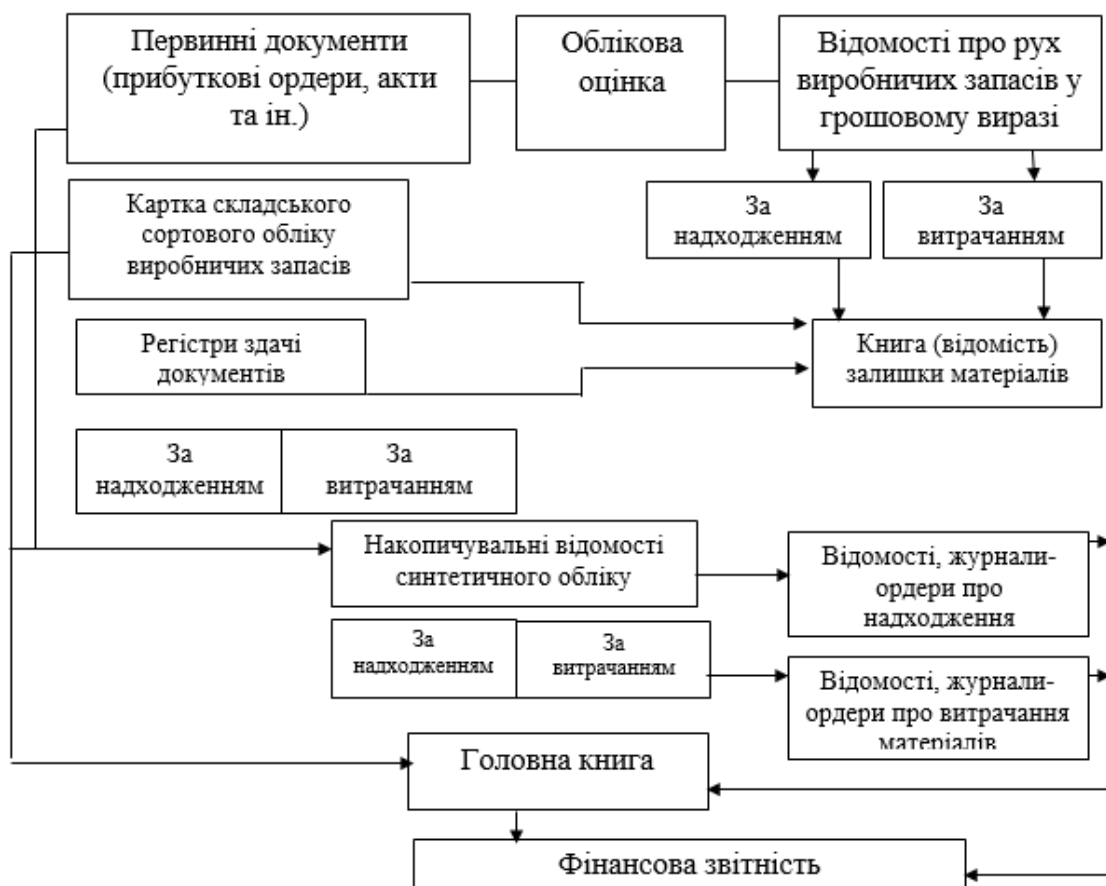 Первинні документи
(прибуткові ордери, акти
та ін.)
Облікова
оцінка
Відомості про рух
виробничих запасів у
грошовому виразі
Картка складського
сортового обліку
виробничих запасів
За
надходженням
За
витрачанням
Регістри здачі
документів
Книга (відомість)
залишки матеріалів
За
надходженням
За
витрачанням
Накопичувальні відомості
синтетичного обліку
Відомості, журнали-
ордери про
надходження
За
надходженням
За
витрачанням
Відомості, журнали-
ордери про витрачання
матеріалів
Головна книга
Фінансова звітність